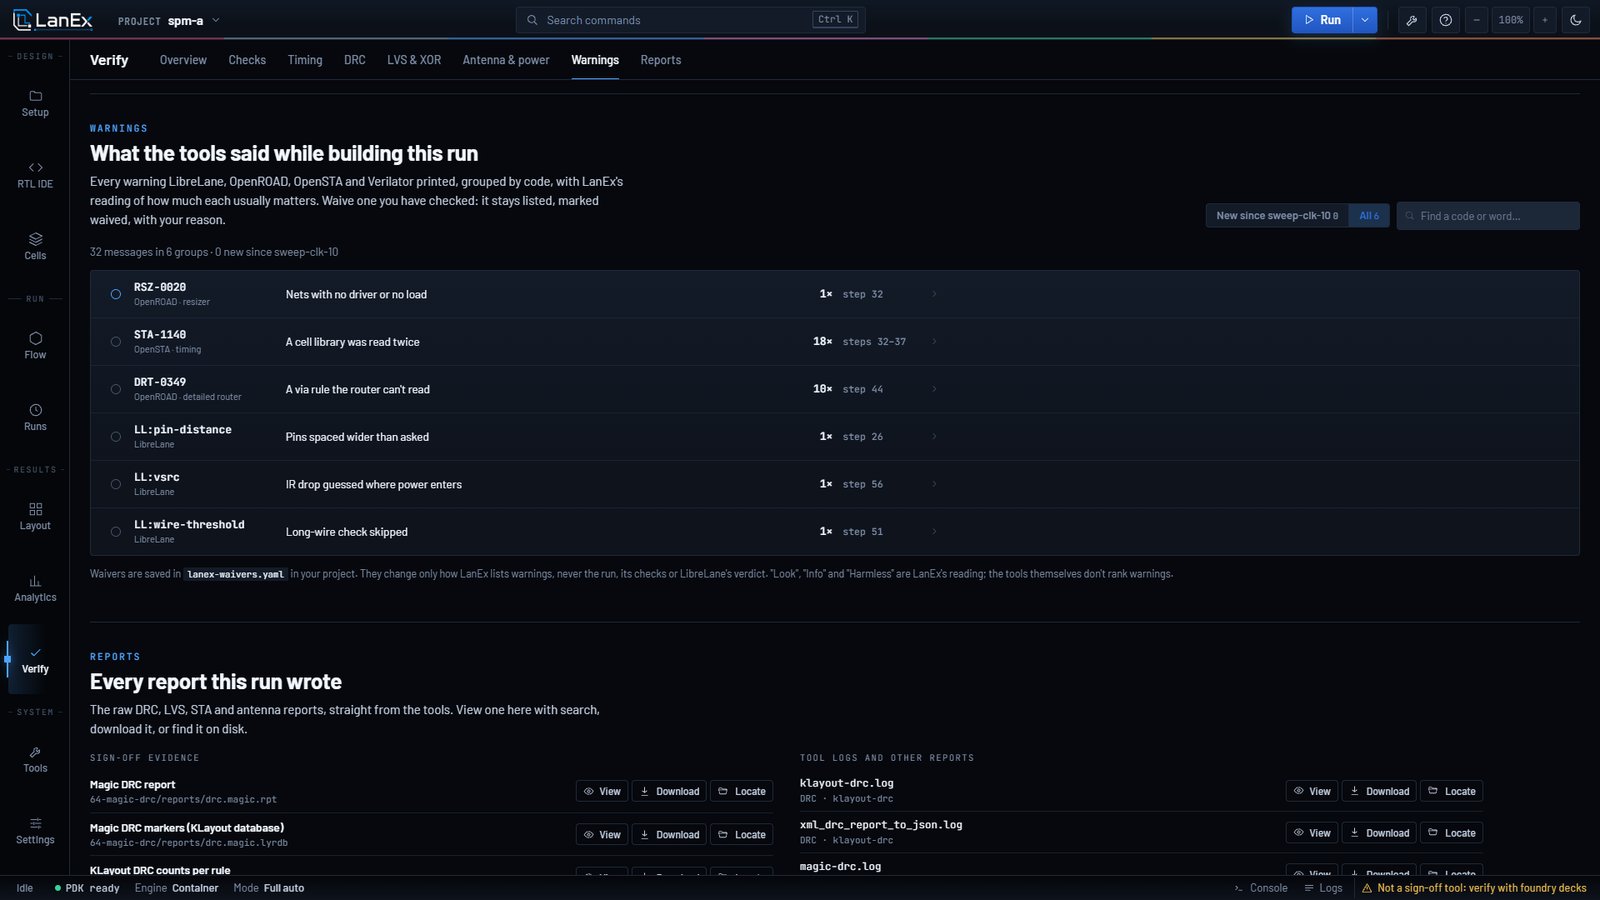 LanEx
PROJECT spm-a
Search commands
Ctrl K
Run
100%
DESIGN
Setup
RTL IDE
Cells
RUN
Flow
Runs
RESULTS
Layout
Analytics
Verify
SYSTEM
Tools
Settings
Verify
Overview
Checks
Timing
DRC
LVS & XOR
Antenna & power
Warnings
Reports
WARNINGS
What the tools said while building this run
Every warning LibreLane, OpenROAD, OpenSTA and Verilator printed, grouped by code, with LanEx's
reading of how much each usually matters. Waive one you have checked: it stays listed, marked
waived, with your reason.
New since sweep-clk-10 0
All 6
Find a code or word...
32 messages in 6 groups · 0 new since sweep-clk-10
RSZ-0020
OpenROAD · resizer
Nets with no driver or no load
1× step 32
STA-1140
OpenSTA · timing
A cell library was read twice
18× steps 32–37
DRT-0349
OpenROAD · detailed router
A via rule the router can't read
10× step 44
LL:pin-distance
LibreLane
Pins spaced wider than asked
1× step 26
LL:vsrc
LibreLane
IR drop guessed where power enters
1× step 56
LL:wire-threshold
LibreLane
Long-wire check skipped
1× step 51
Waivers are saved in lanex-waivers.yaml in your project. They change only how LanEx lists warnings, never the run, its checks or LibreLane's verdict. "Look", "Info" and "Harmless" are LanEx's reading; the tools themselves don't rank warnings.
REPORTS
Every report this run wrote
The raw DRC, LVS, STA and antenna reports, straight from the tools. View one here with search,
download it, or find it on disk.
SIGN-OFF EVIDENCE
Magic DRC report
64-magic-drc/reports/drc.magic.rpt
View Download Locate
Magic DRC markers (KLayout database)
64-magic-drc/reports/drc.magic.lyrdb
View Download Locate
KLayout DRC counts per rule
View Download Locate
TOOL LOGS AND OTHER REPORTS
klayout-drc.log
DRC · klayout-drc
View Download Locate
xml_drc_report_to_json.log
DRC · klayout-drc
View Download Locate
magic-drc.log
View Download Locate
Idle
PDK ready
Engine Container
Mode Full auto
Console
Logs
Not a sign-off tool: verify with foundry decks